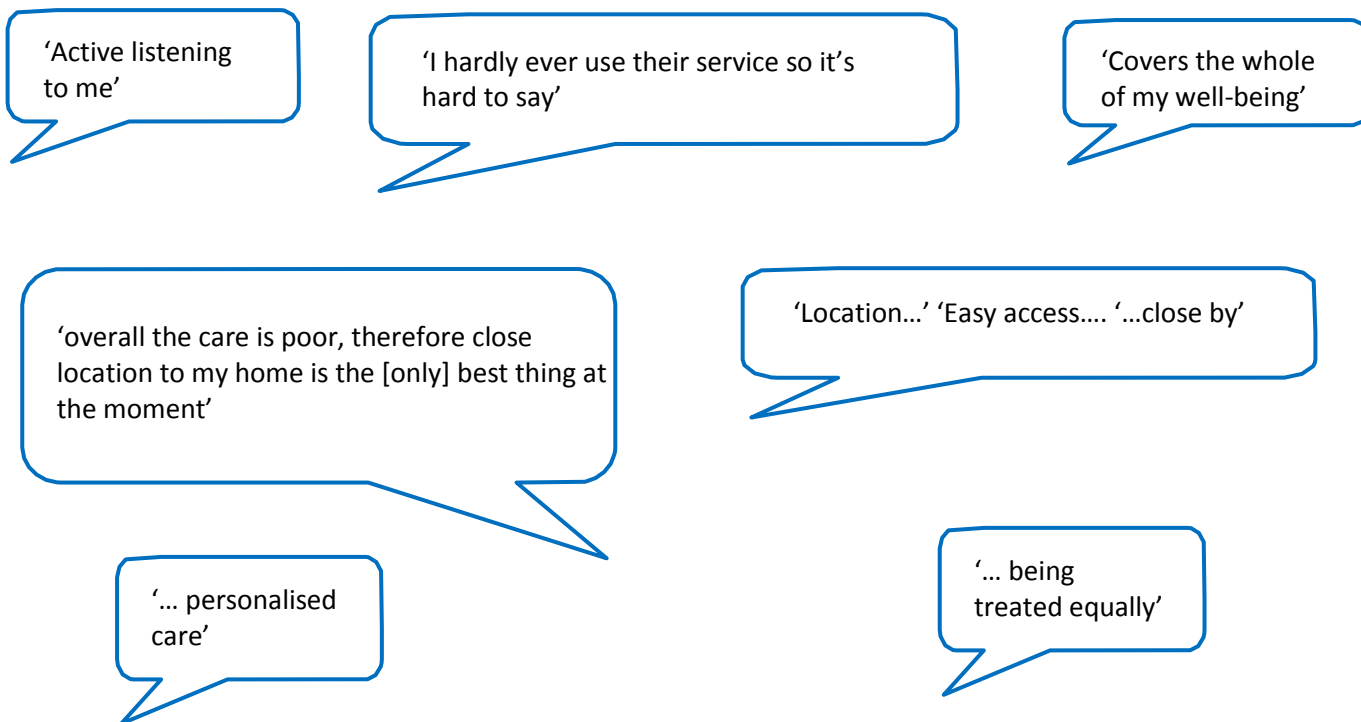 ‘Active listening
to me’
‘I hardly ever use their service so it’s
hard to say’
‘Covers the whole
of my well-being’
‘overall the care is poor, therefore close
location to my home is the [only] best thing at
the moment’
‘Location…’ ‘Easy access…. ‘…close by’
‘… personalised
care’
‘… being
treated equally’